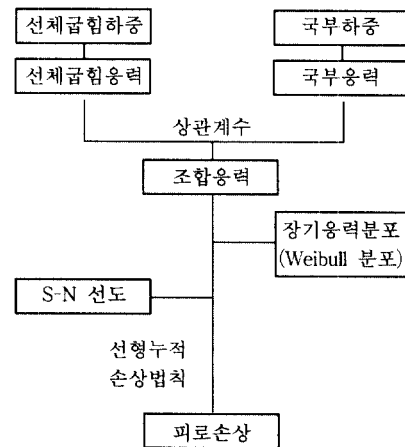 선체굽힘하중
국부하중
선체굽힘응력
국부응력
상관계수
조합응력
장기응력분포
(Weibull 분포)
S-N 선도
선형누적
손상법칙
피로손상